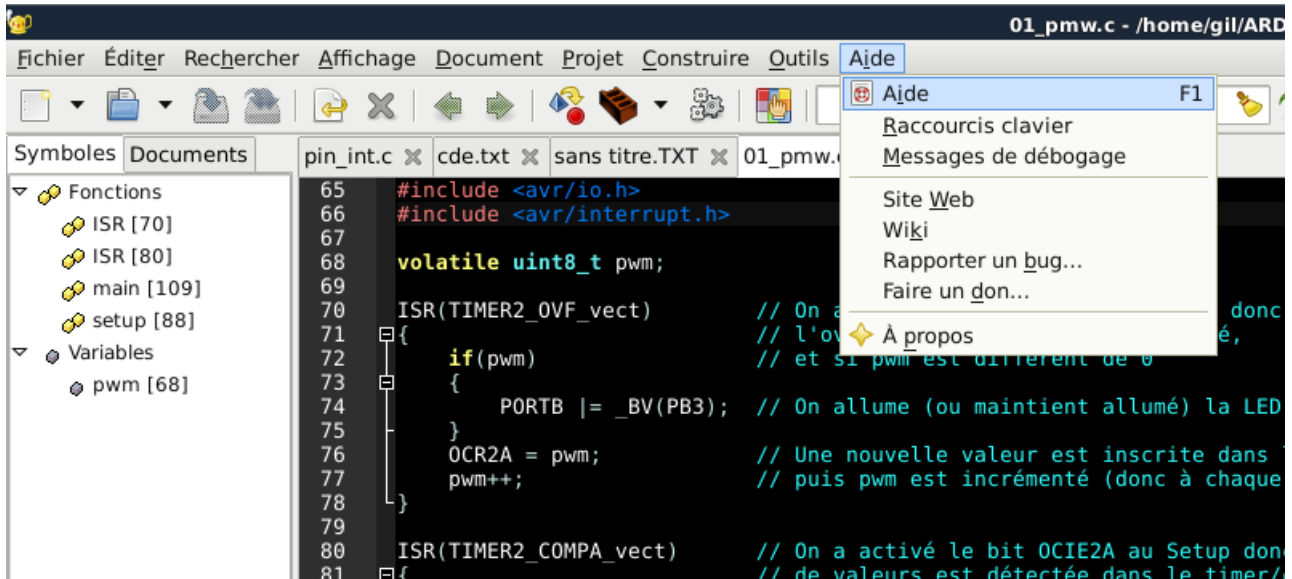 01_pmw.c - /home/gil/ARD
Fichier Éditer Rechercher Affichage Document Projet Construire Outils Aide
Aide F1
Raccourcis clavier
Messages de débogage
Site Web
Wiki
Rapporter un bug...
Faire un don...
À propos
Symboles Documents
Fonctions
ISR [70]
ISR [80]
main [109]
setup [88]
Variables
pwm [68]
pin_int.c cde.txt sans titre.TXT 01_pmw.
65 #include <avr/io.h>
66 #include <avr/interrupt.h>
67
68 volatile uint8_t pwm;
69
70 ISR(TIMER2_OVF_vect) // On donc
71 { // 
72 if(pwm) // et si pwm est différent de 0
73 {
74 PORTB |= _BV(PB3); // On allume (ou maintient allumé) la LED
75 }
76 OCR2A = pwm; // Une nouvelle valeur est inscrite dans
77 pwm++; // puis pwm est incrémenté (donc à chaque
78 }
79
80 ISR(TIMER2_COMPA_vect) // On a activé le bit OCIE2A au Setup don
81 { // de valeurs est détectée dans le timer/